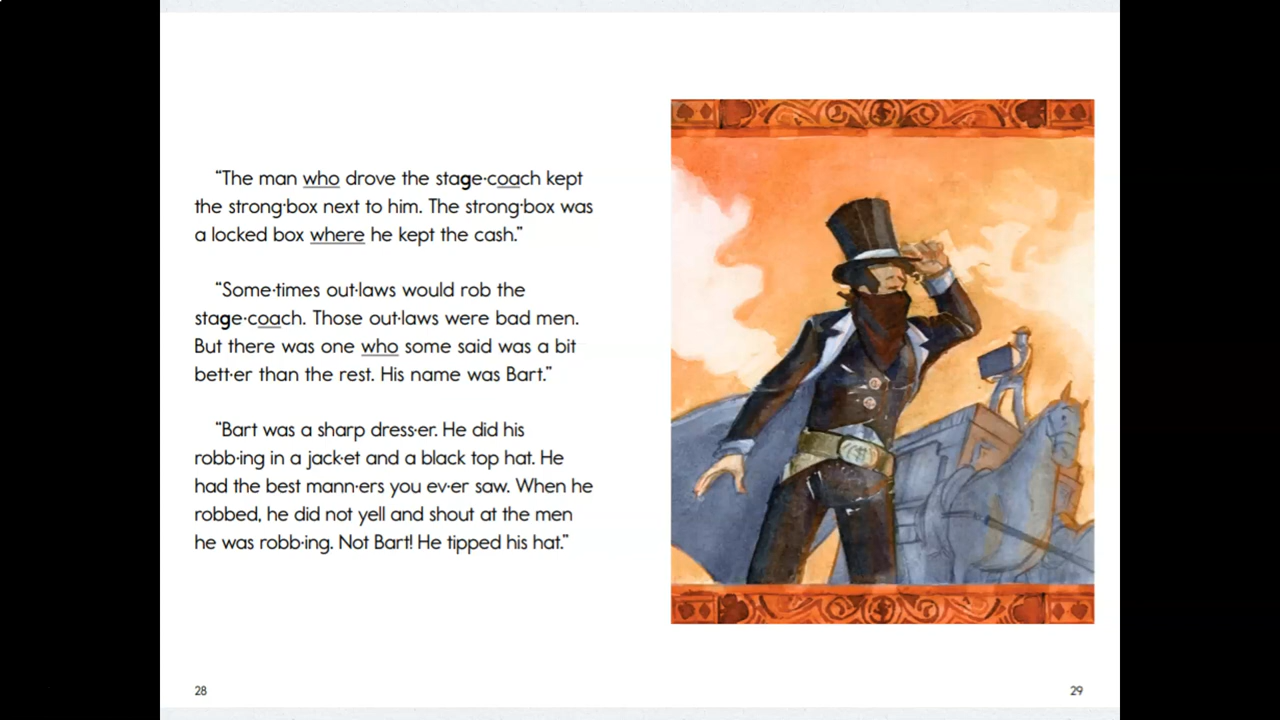 “The man who drove the stage·coach kept
the strong·box next to him. The strong·box was
a locked box where he kept the cash.”
“Some·times out·laws would rob the
stage·coach. Those out·laws were bad men.
But there was one who some said was a bit
bett·er than the rest. His name was Bart.”
“Bart was a sharp dress·er. He did his
robb·ing in a jack·et and a black top hat. He
had the best mann·ers you ev·er saw. When he
robbed, he did not yell and shout at the men
he was robb·ing. Not Bart! He tipped his hat.”
28
29